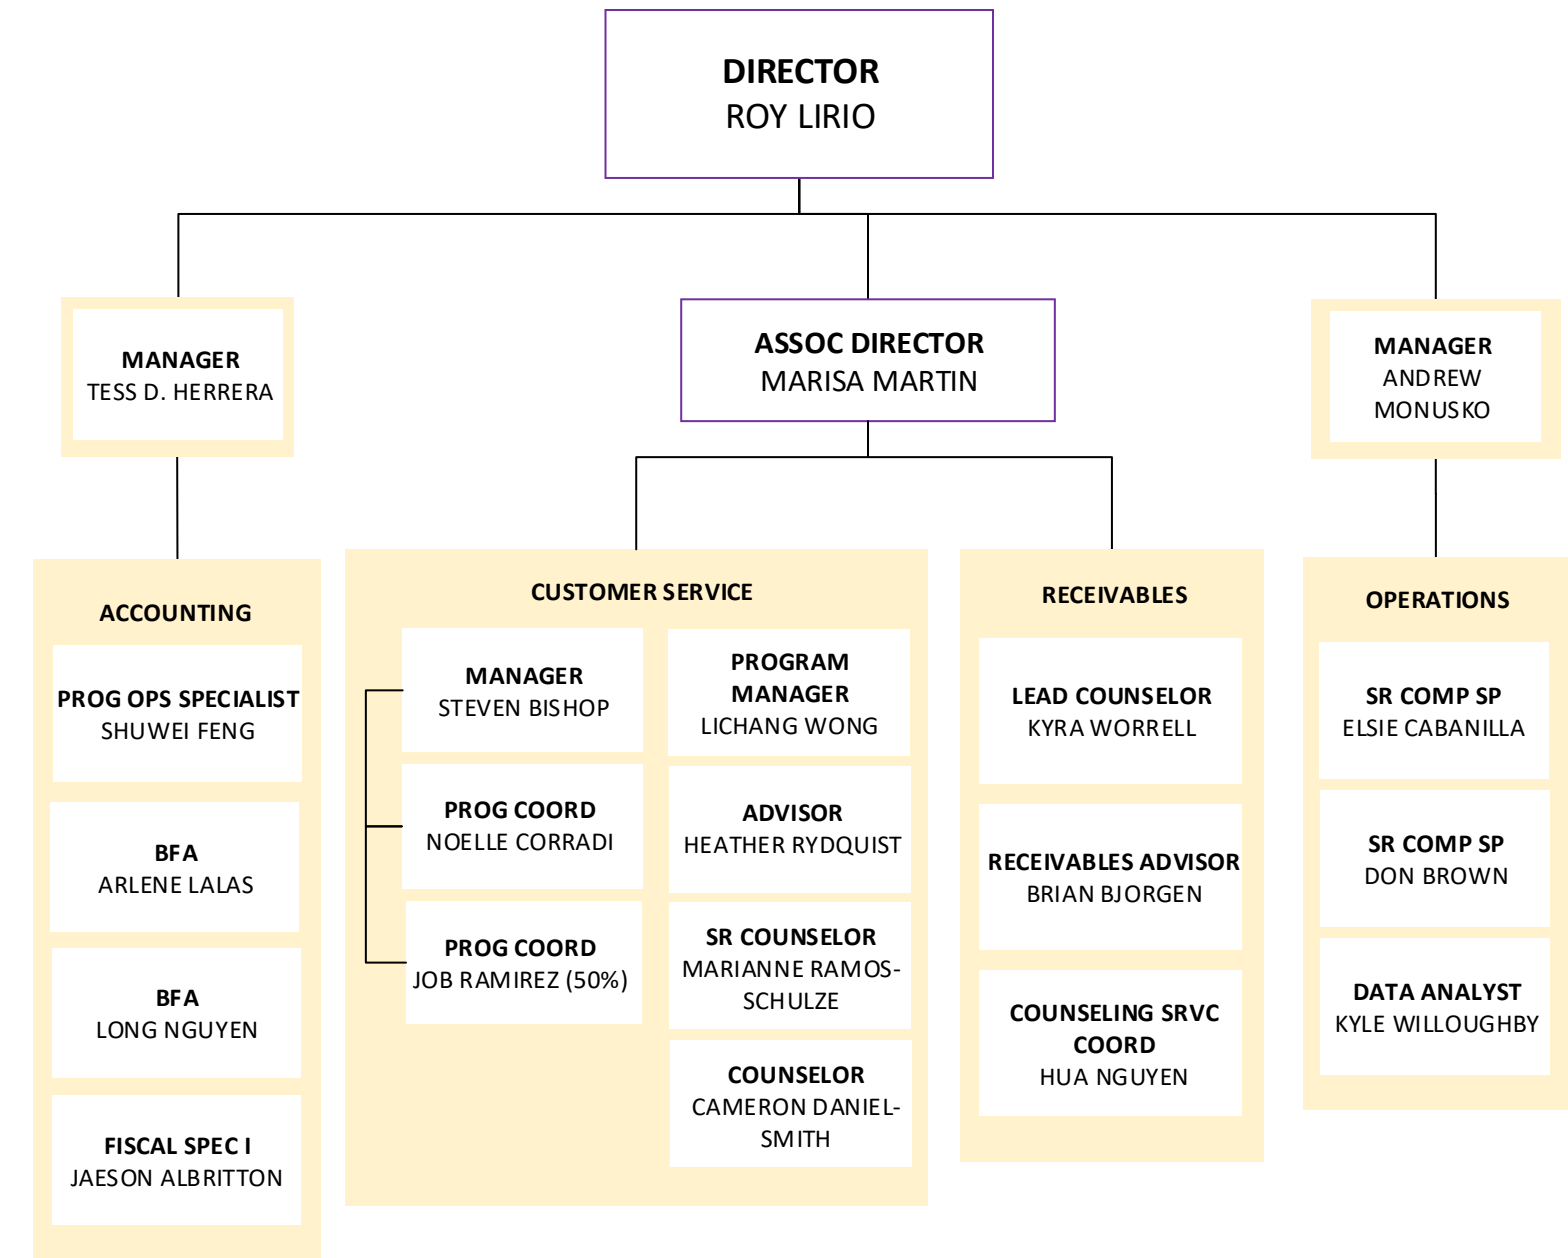 DIRECTOR
ROY LIRIO
MANAGER
TESS D. HERRERA
ASSOC DIRECTOR
MARISA MARTIN
MANAGER
ANDREW
MONUSKO
ACCOUNTING
PROG OPS SPECIALIST
SHUWEI FENG
BFA
ARLENE LALAS
BFA
LONG NGUYEN
FISCAL SPEC I
JAESON ALBRITTON
CUSTOMER SERVICE
MANAGER
STEVEN BISHOP
PROG COORD
NOELLE CORRADI
PROG COORD
JOB RAMIREZ (50%)
PROGRAM
MANAGER
LICHANG WONG
ADVISOR
HEATHER RYDQUIST
SR COUNSELOR
MARIANNE RAMOS-
SCHULZE
COUNSELOR
CAMERON DANIEL-
SMITH
RECEIVABLES
LEAD COUNSELOR
KYRA WORRELL
RECEIVABLES ADVISOR
BRIAN BJORGEN
COUNSELING SRVC
COORD
HUA NGUYEN
OPERATIONS
SR COMP SP
ELSIE CABANILLA
SR COMP SP
DON BROWN
DATA ANALYST
KYLE WILLOUGHBY